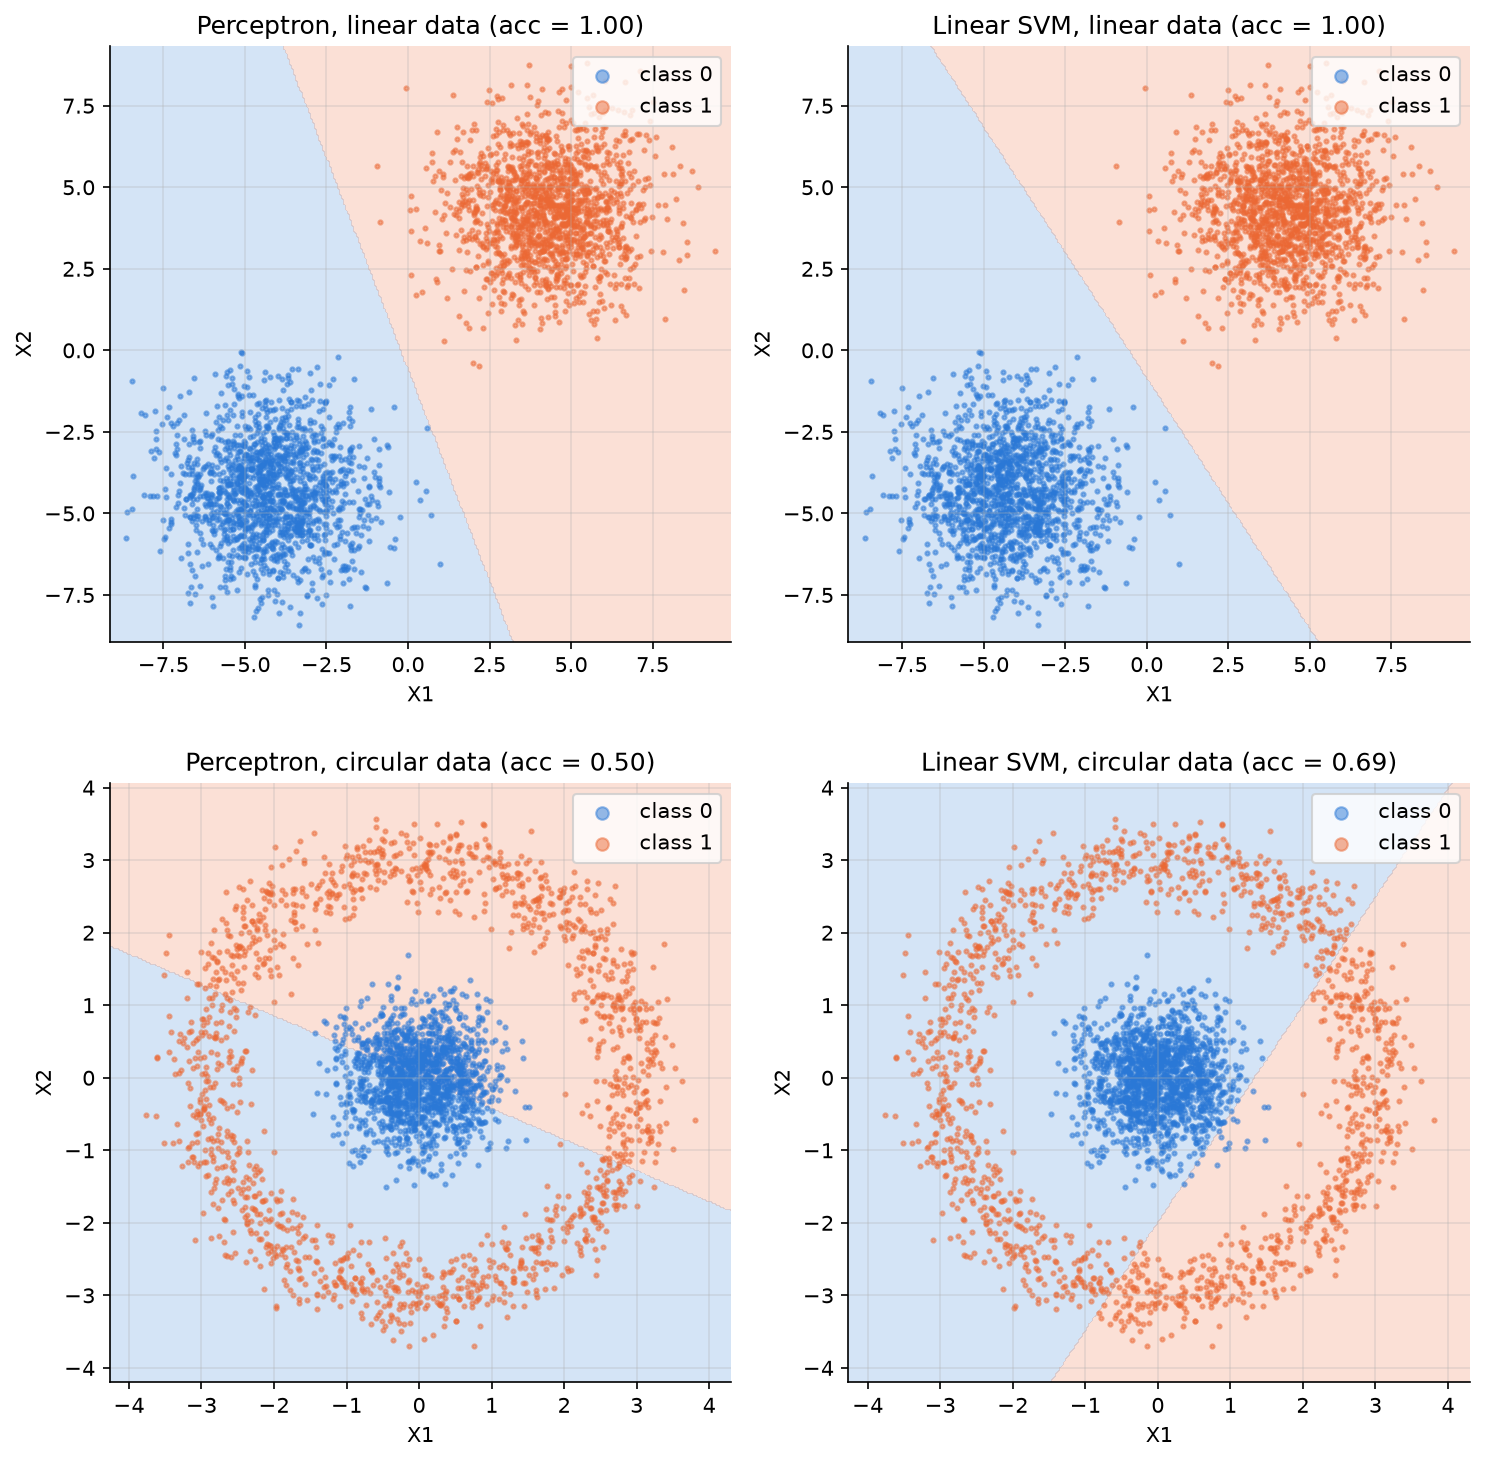 Perceptron, linear data (acc = 1.00)
class 0
class 1
7.5
5.0
2.5
0.0
−2.5
−5.0
−7.5
X2
−7.5 −5.0 −2.5 0.0 2.5 5.0 7.5
X1
Linear SVM, linear data (acc = 1.00)
class 0
class 1
7.5
5.0
2.5
0.0
−2.5
−5.0
−7.5
X2
−7.5 −5.0 −2.5 0.0 2.5 5.0 7.5
X1
Perceptron, circular data (acc = 0.50)
class 0
class 1
4
3
2
1
0
−1
−2
−3
−4
X2
−4 −3 −2 −1 0 1 2 3 4
X1
Linear SVM, circular data (acc = 0.69)
class 0
class 1
4
3
2
1
0
−1
−2
−3
−4
X2
−4 −3 −2 −1 0 1 2 3 4
X1